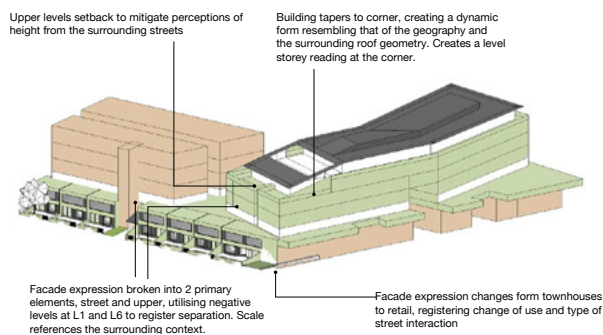 Upper levels setback to mitigate perceptions of
height from the surrounding streets
Building tapers to corner, creating a dynamic
form resembling that of the geography and
the surrounding roof geometry. Creates a level
storey reading at the corner.
Facade expression broken into 2 primary
elements, street and upper, utilising negative
levels at L1 and L6 to register separation. Scale
references the surrounding context.
Facade expression changes form townhouses
to retail, registering change of use and type of
street interaction